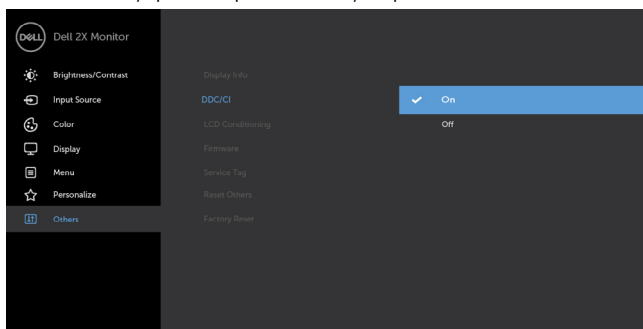 DELL Dell 2X Monitor
Brightness/Contrast
Input Source
Color
Display
Menu
Personalize
Others
Display Info
DDC/CI
LCD Conditioning
Firmware
Service Tag
Reset Others
Factory Reset
On
Off